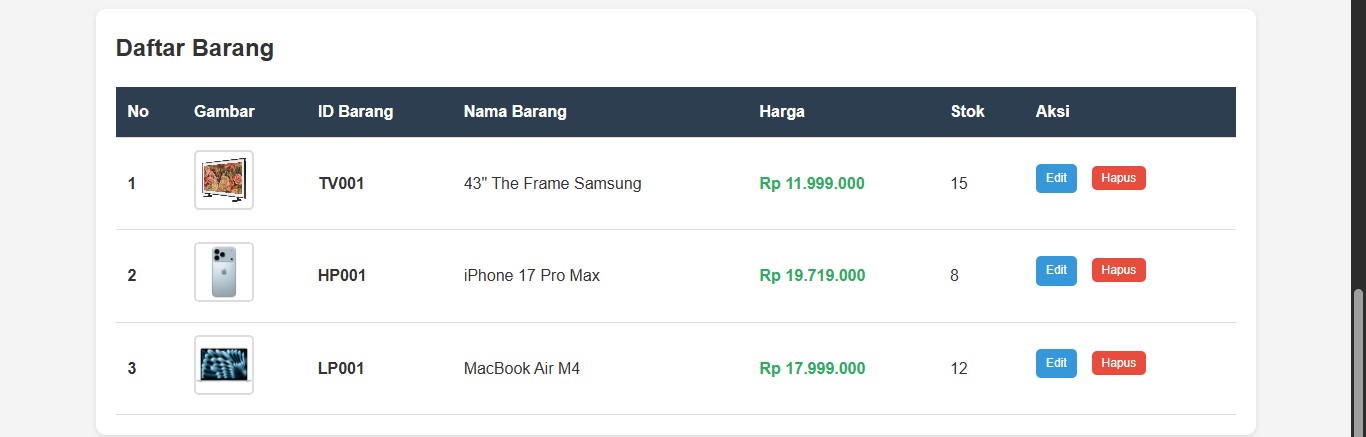 Daftar Barang
No Gambar ID Barang Nama Barang Harga Stok Aksi
1 TV001 43" The Frame Samsung Rp 11.999.000 15 Edit Hapus
2 HP001 iPhone 17 Pro Max Rp 19.719.000 8 Edit Hapus
3 LP001 MacBook Air M4 Rp 17.999.000 12 Edit Hapus